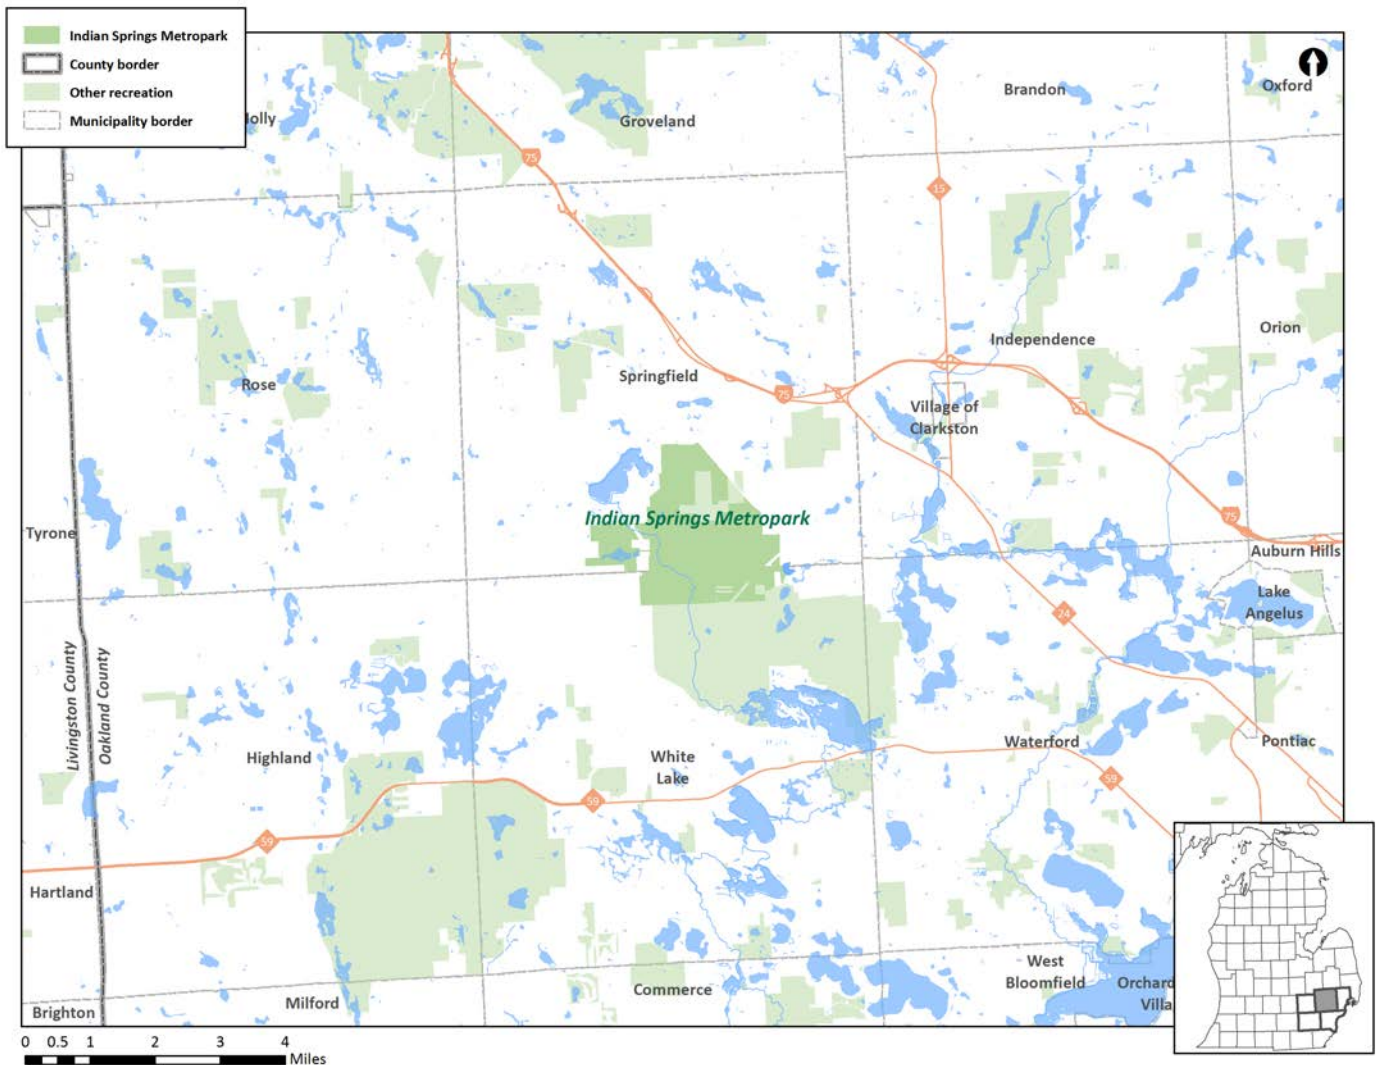 Indian Springs Metropark
County border
Other recreation
Municipality border
olly
Groveland
Brandon
Oxford
75
15
Independence
Orion
Rose
Springfield
75
Village of
Clarkston
Indian Springs Metropark
75
Tyrone
Auburn Hills
Lake
Angelus
24
Livingston County
Oakland County
Highland
White
Lake
Waterford
Pontiac
59
59
59
Hartland
West
Bloomfield
Orchard
Villa
Milford
Commerce
Brighton
0 0.5 1 2 3 4
Miles